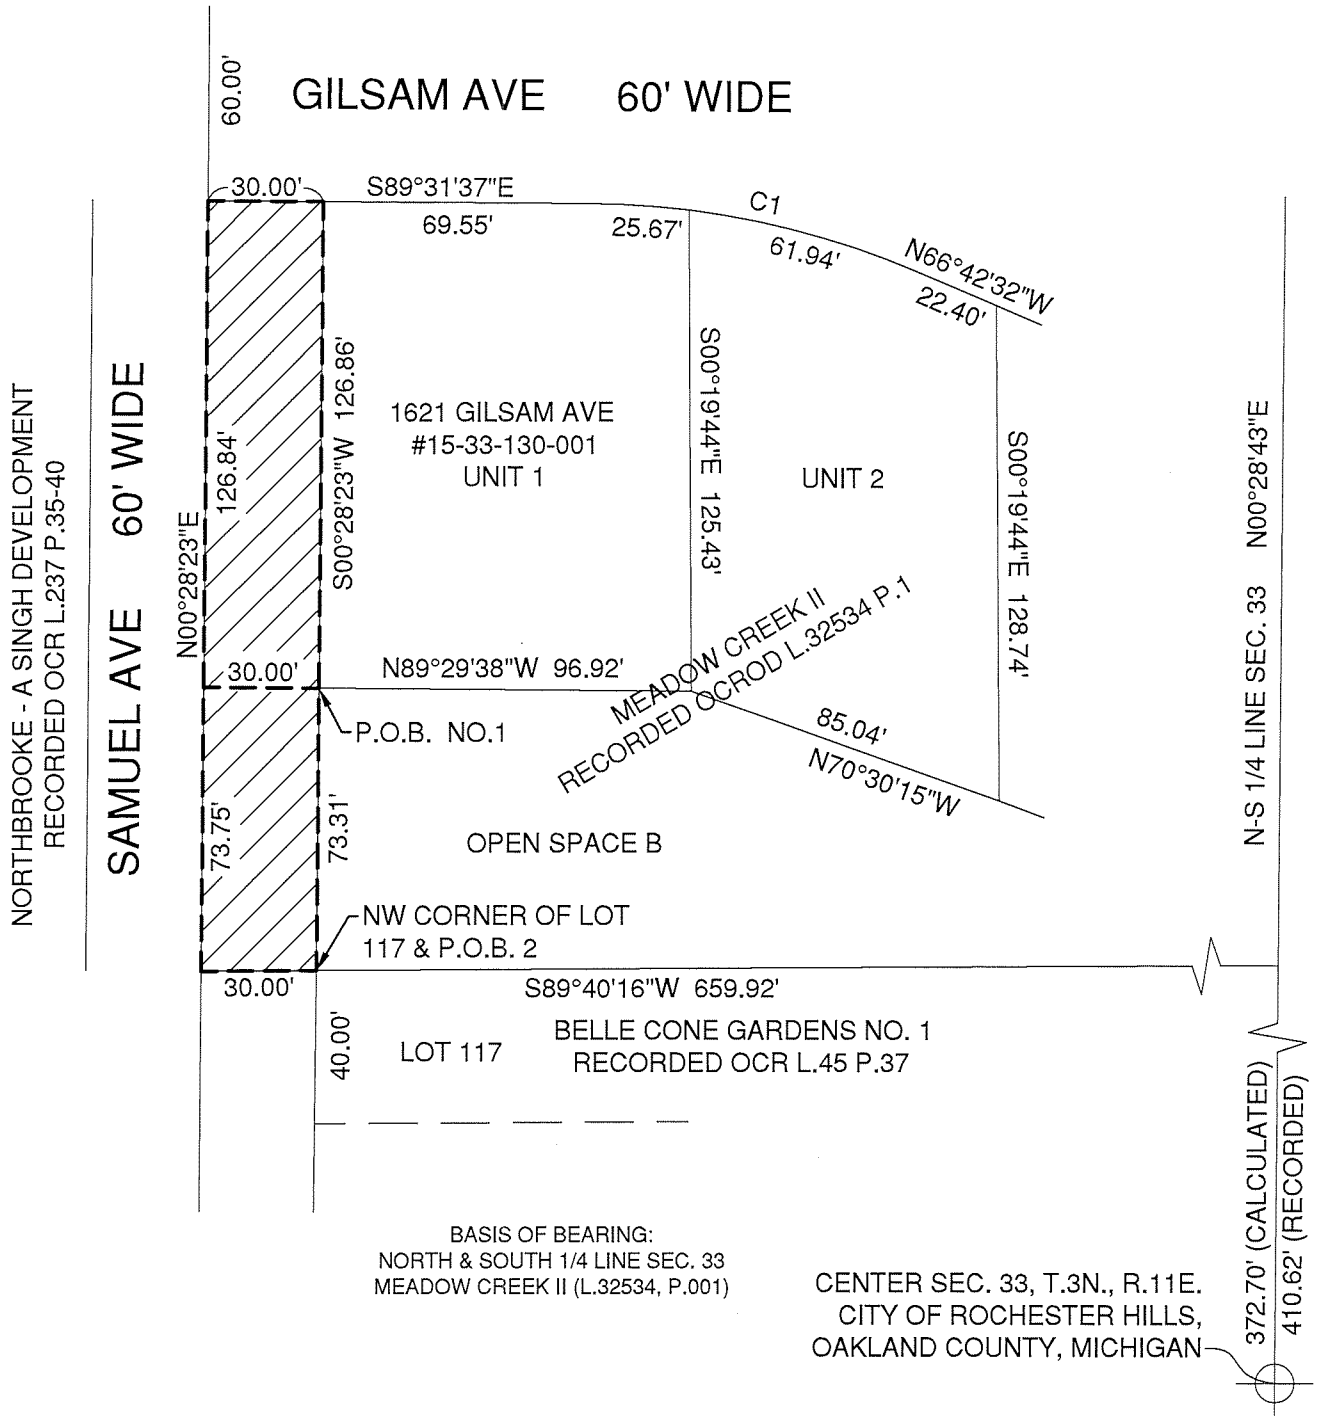 60.00'
GILSAM AVE 60' WIDE
30.00'
S89°31'37"E
C1
69.55'
25.67'
61.94'
N66°42'32"W
22.40'
NORTHBROOKE - A SINGH DEVELOPMENT
RECORDED OCR L.237 P.35-40
SAMUEL AVE 60' WIDE
N00°28'23"E
126.84'
S00°28'23"W 126.86'
1621 GILSAM AVE
#15-33-130-001
UNIT 1
S00°19'44"E 125.43'
UNIT 2
S00°19'44"E 128.74'
N-S 1/4 LINE SEC. 33 N00°28'43"E
MEADOW CREEK II
RECORDED OCROD L.32534 P.1
30.00'
N89°29'38"W 96.92'
P.O.B. NO.1
85.04'
N70°30'15"W
73.75'
73.31'
OPEN SPACE B
NW CORNER OF LOT
117 & P.O.B. 2
30.00'
S89°40'16"W 659.92'
40.00'
LOT 117
BELLE CONE GARDENS NO. 1
RECORDED OCR L.45 P.37
BASIS OF BEARING:
NORTH & SOUTH 1/4 LINE SEC. 33
MEADOW CREEK II (L.32534, P.001)
372.70' (CALCULATED)
410.62' (RECORDED)
CENTER SEC. 33, T.3N., R.11E.
CITY OF ROCHESTER HILLS,
OAKLAND COUNTY, MICHIGAN